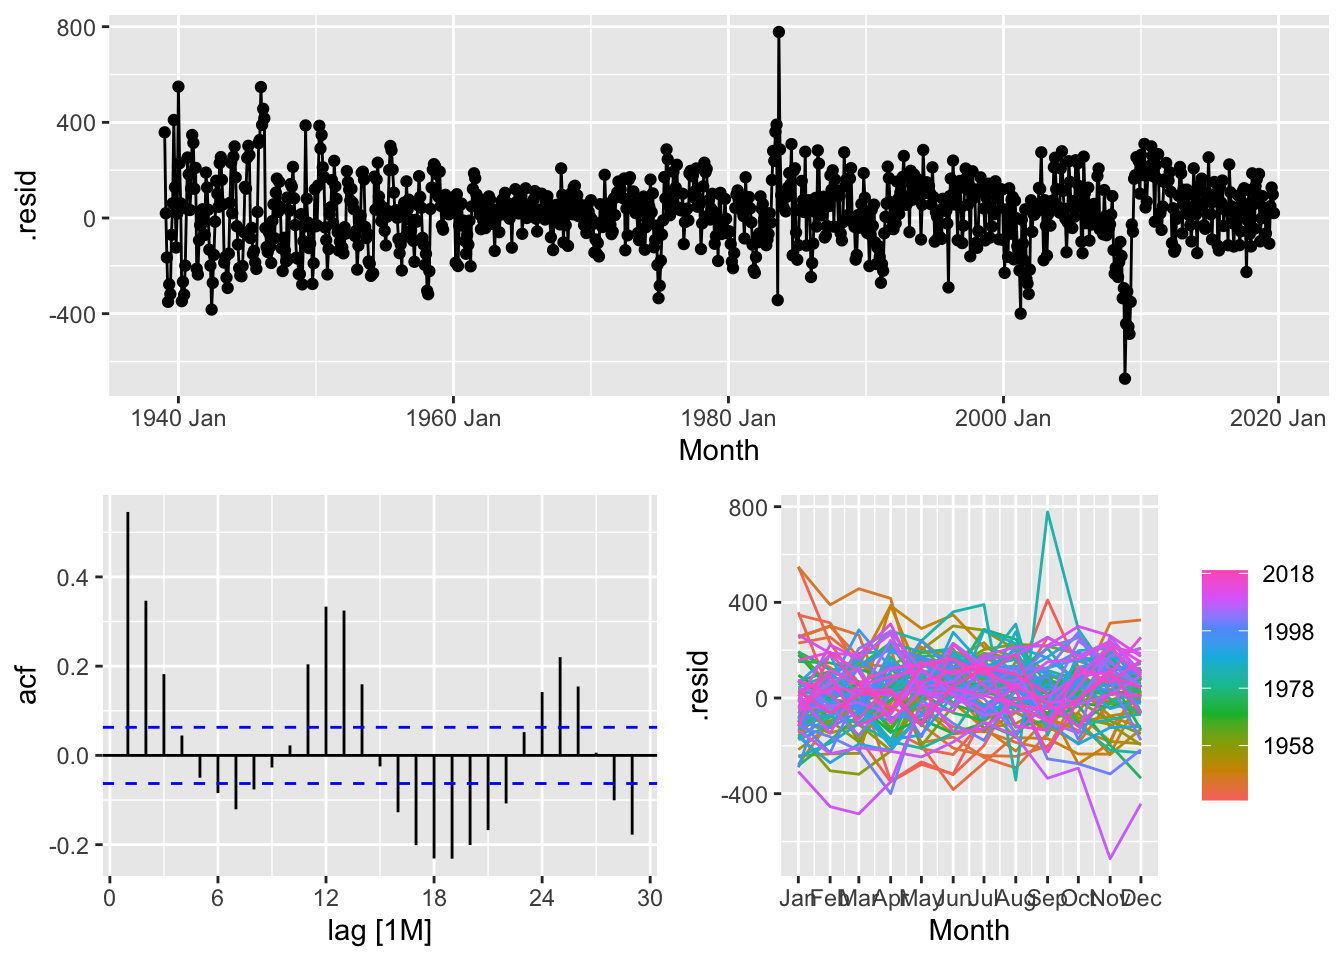 800
400
0
-400
.resid
1940 Jan
1960 Jan
1980 Jan
2000 Jan
2020 Jan
Month
0.4
0.2
0.0
-0.2
acf
0
6
12
18
24
30
lag [1M]
800
400
0
-400
.resid
Jan
Feb
Mar
Apr
May
Jun
Jul
Aug
Sep
Oct
Nov
Dec
Month
2018
1998
1978
1958